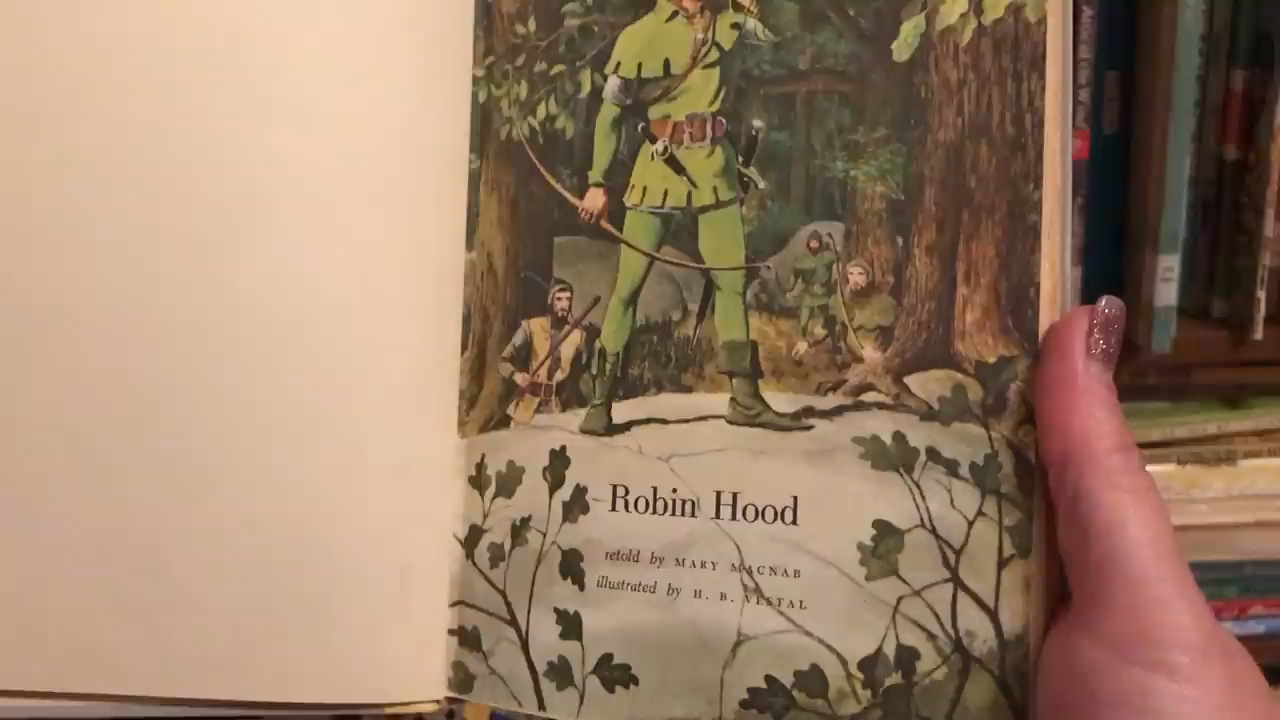 Robin Hood
retold by MARY MACNAB
illustrated by H. B. VESTAL